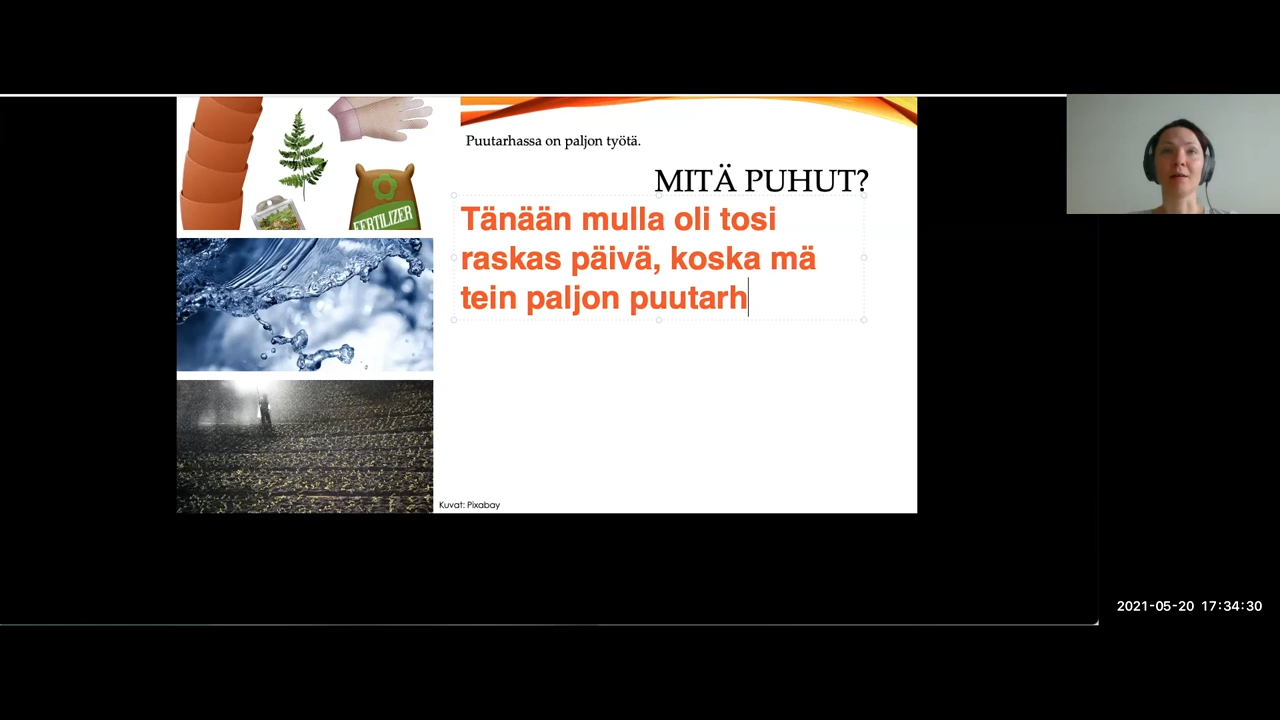 Puutarhassa on paljon työtä.
MITÄ PUHUT?
Tänään mulla oli tosi
raskas päivä, koska mä
tein paljon puutarh
FERTILIZER
Kuvat: Pixabay
2021-05-20 17:34:30